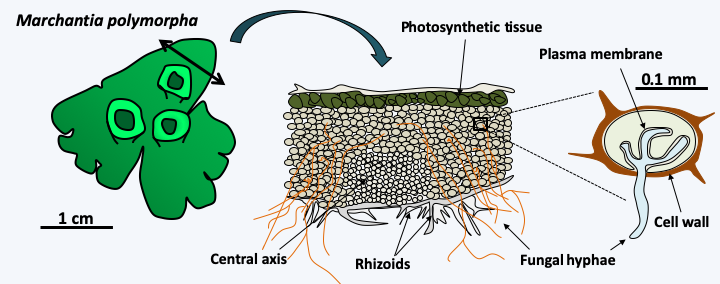 Marchantia polymorpha
Photosynthetic tissue
Plasma membrane
0.1 mm
1 cm
Cell wall
Central axis
Rhizoids
Fungal hyphae